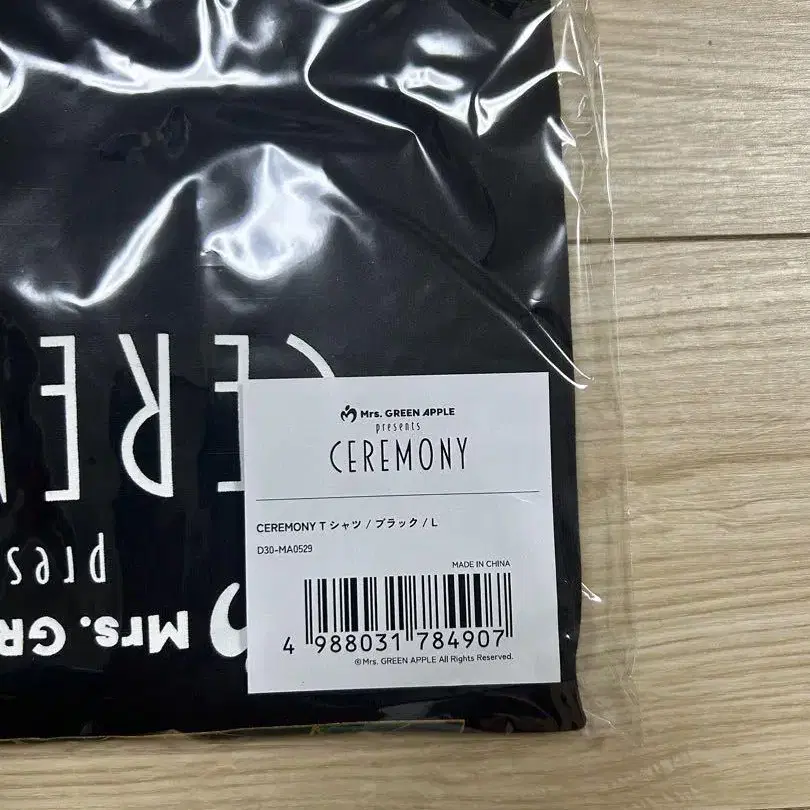 CERE
pres
Mrs. GR
Mrs. GREEN APPLE
presents
CEREMONY
CEREMONY T シャツ / ブラック / L
D30-MA0529
MADE IN CHINA
4 988031 784907
©Mrs. GREEN APPLE All Rights Reserved.